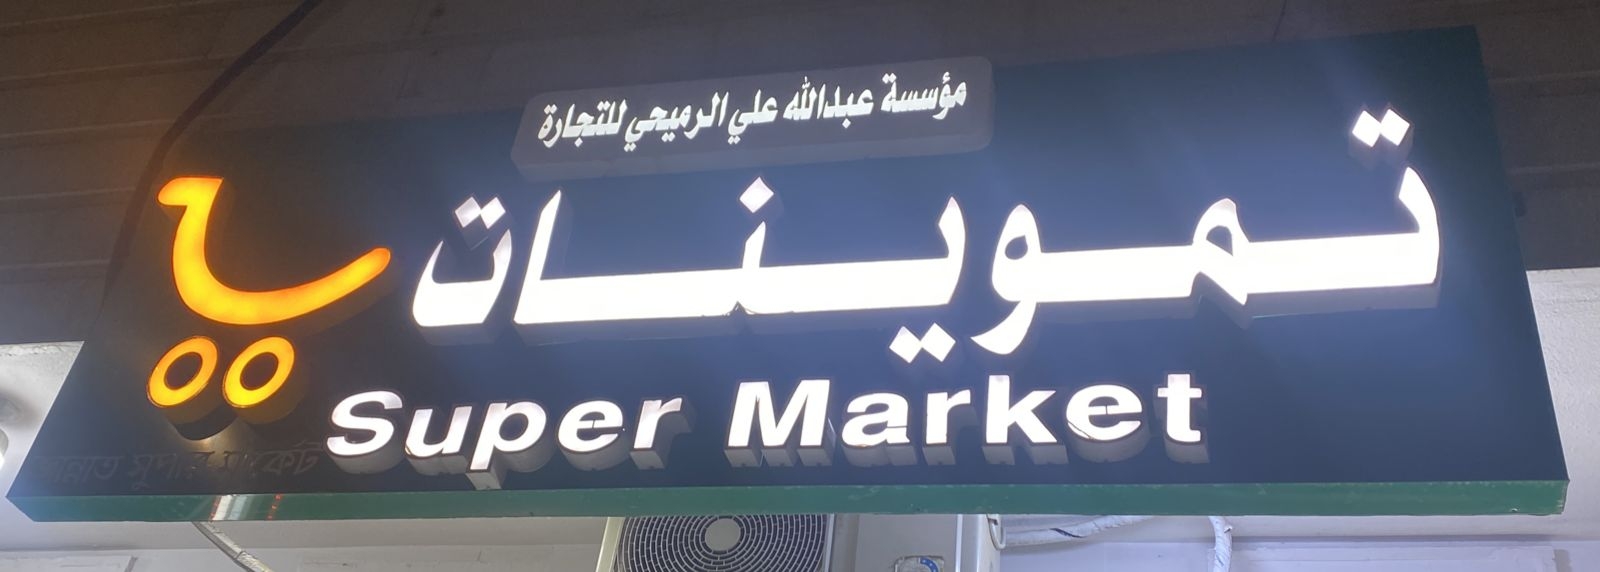 مؤسسة عبدالله علي الرميحي للتجارة
تموينات
Super Market
জান্নাত সুপার মার্কেট